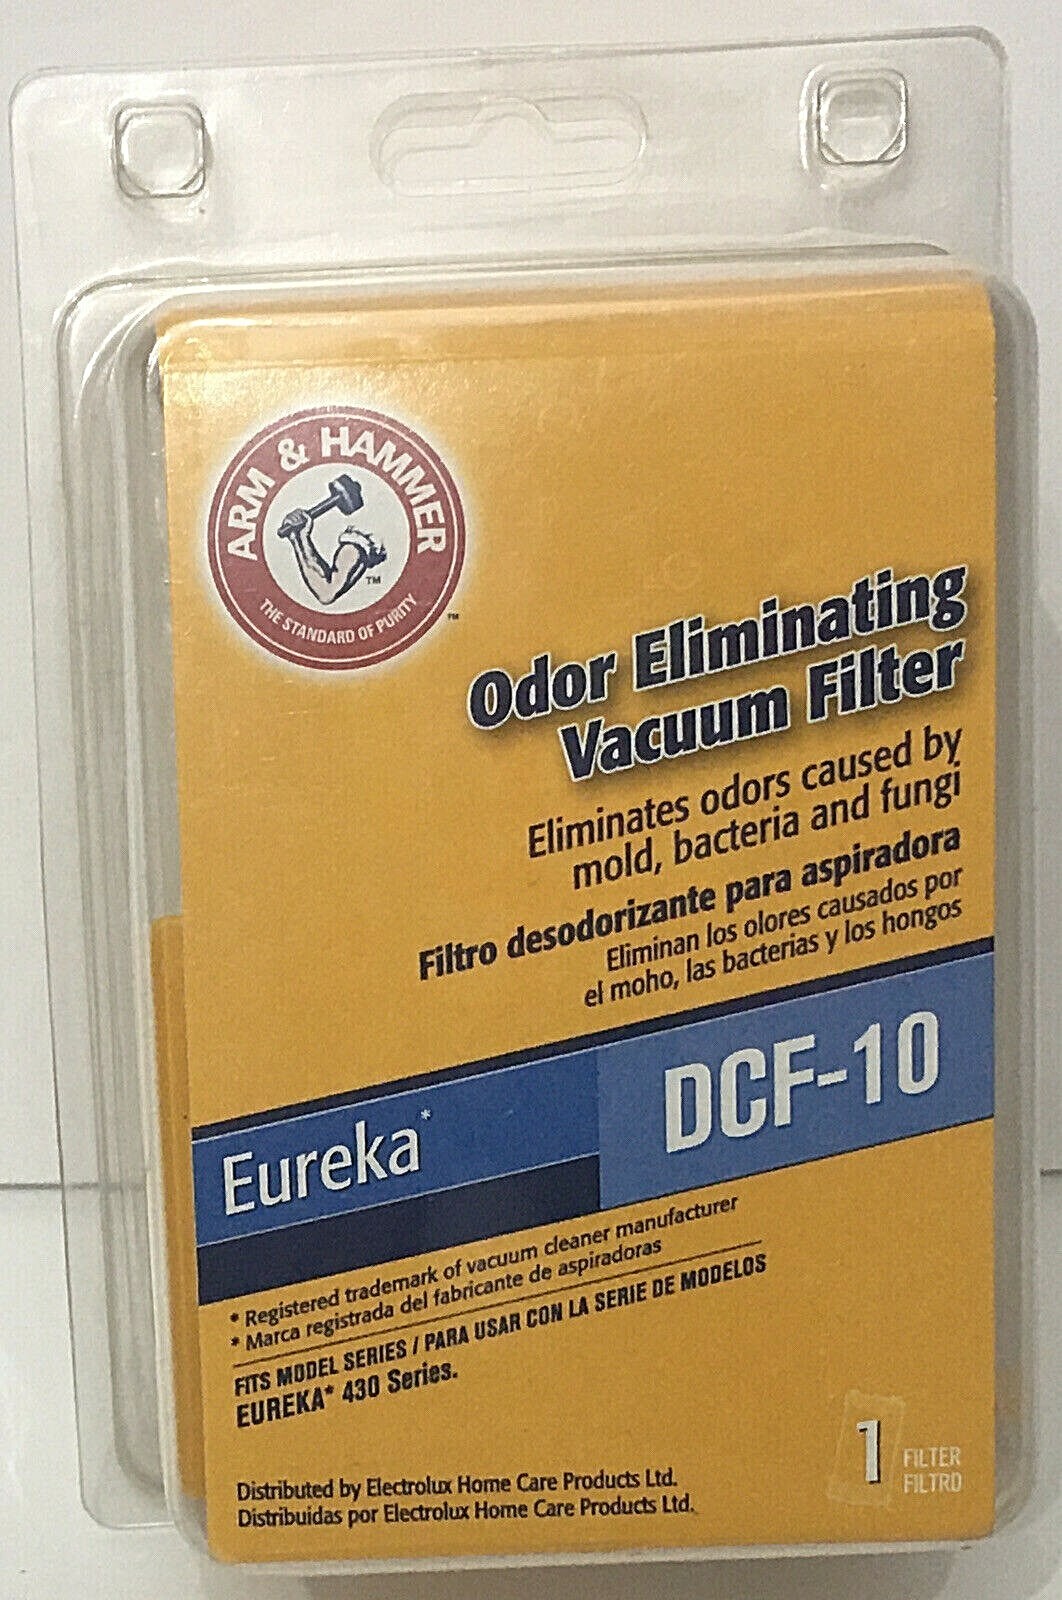 ARM & HAMMER
TM
THE STANDARD OF PURITY
TM
Odor Eliminating
Vacuum Filter
Eliminates odors caused by
mold, bacteria and fungi
Filtro desodorizante para aspiradora
Eliminan los olores causados por
el moho, las bacterias y los hongos
Eureka*
DCF-10
* Registered trademark of vacuum cleaner manufacturer
* Marca registrada del fabricante de aspiradoras
FITS MODEL SERIES / PARA USAR CON LA SERIE DE MODELOS
EUREKA* 430 Series.
1 FILTER
FILTRO
Distributed by Electrolux Home Care Products Ltd.
Distribuidas por Electrolux Home Care Products Ltd.